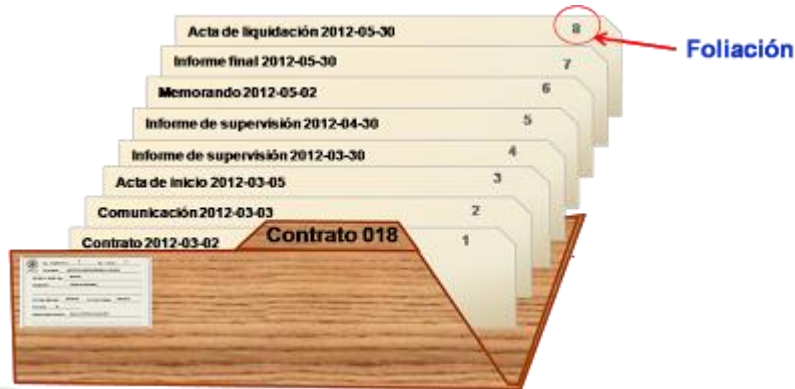 Acta de liquidación 2012-05-30 8
Foliación
Informe final 2012-05-30 7
Memorando 2012-05-02 6
Informe de supervisión 2012-04-30 5
Informe de supervisión 2012-03-30 4
Acta de inicio 2012-03-05 3
Comunicación 2012-03-03 2
Contrato 2012-03-02 1
Contrato 018